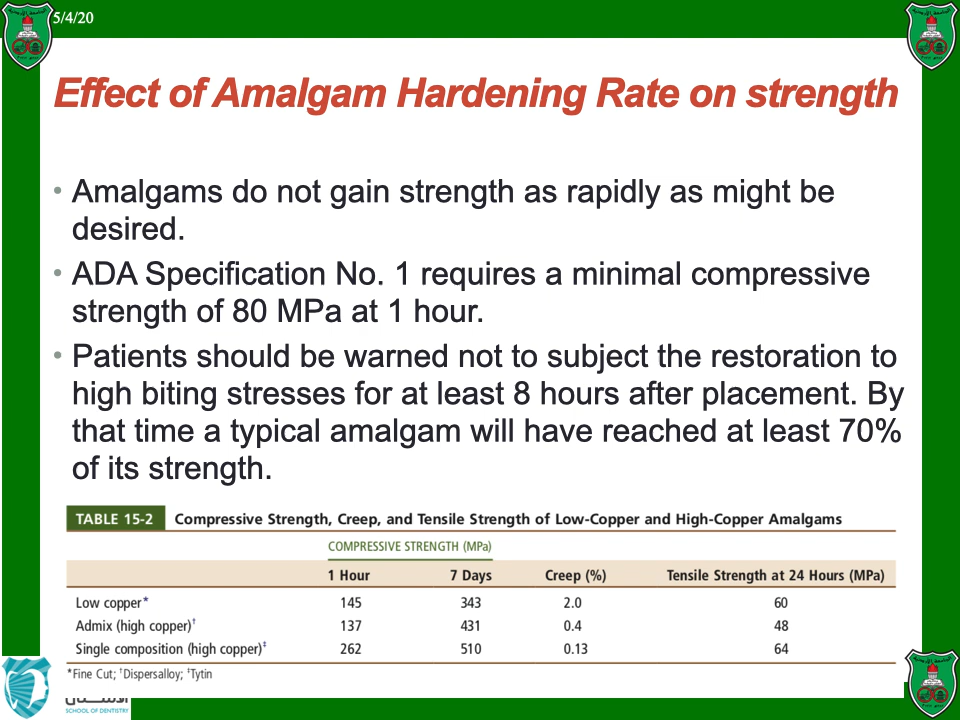 5/4/20
Effect of Amalgam Hardening Rate on strength
• Amalgams do not gain strength as rapidly as might be
desired.
• ADA Specification No. 1 requires a minimal compressive
strength of 80 MPa at 1 hour.
• Patients should be warned not to subject the restoration to
high biting stresses for at least 8 hours after placement. By
that time a typical amalgam will have reached at least 70%
of its strength.
TABLE 15-2 Compressive Strength, Creep, and Tensile Strength of Low-Copper and High-Copper Amalgams
COMPRESSIVE STRENGTH (MPa)
1 Hour 7 Days Creep (%) Tensile Strength at 24 Hours (MPa)
Low copper* 145 343 2.0 60
Admix (high copper)† 137 431 0.4 48
Single composition (high copper)‡ 262 510 0.13 64
*Fine Cut; †Dispersalloy; ‡Tytin
SCHOOL OF DENTISTRY